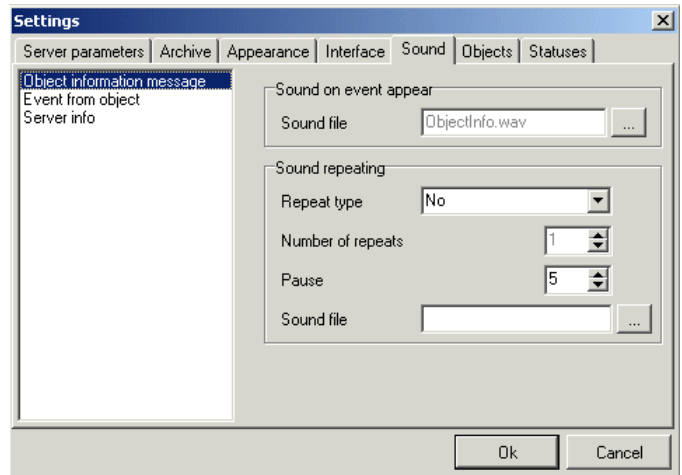 Settings
Server parameters Archive Appearance Interface Sound Objects Statuses
Object information message
Event from object
Server info
Sound on event appear
Sound file ObjectInfo.wav ...
Sound repeating
Repeat type No
Number of repeats 1
Pause 5
Sound file ...
Ok Cancel